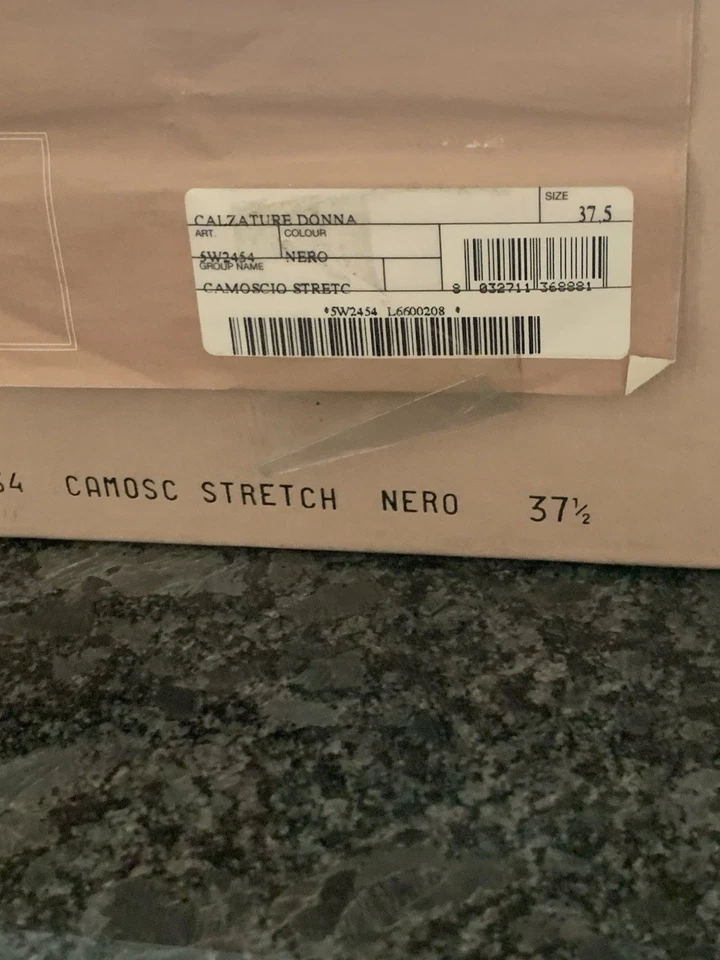 CALZATURE DONNA
SIZE
37,5
ART.
COLOUR
5W2454
NERO
GROUP NAME
CAMOSCIO STRETC
8 032711 368881
*5W2454 L6600208 *
54 CAMOSC STRETCH NERO 37½